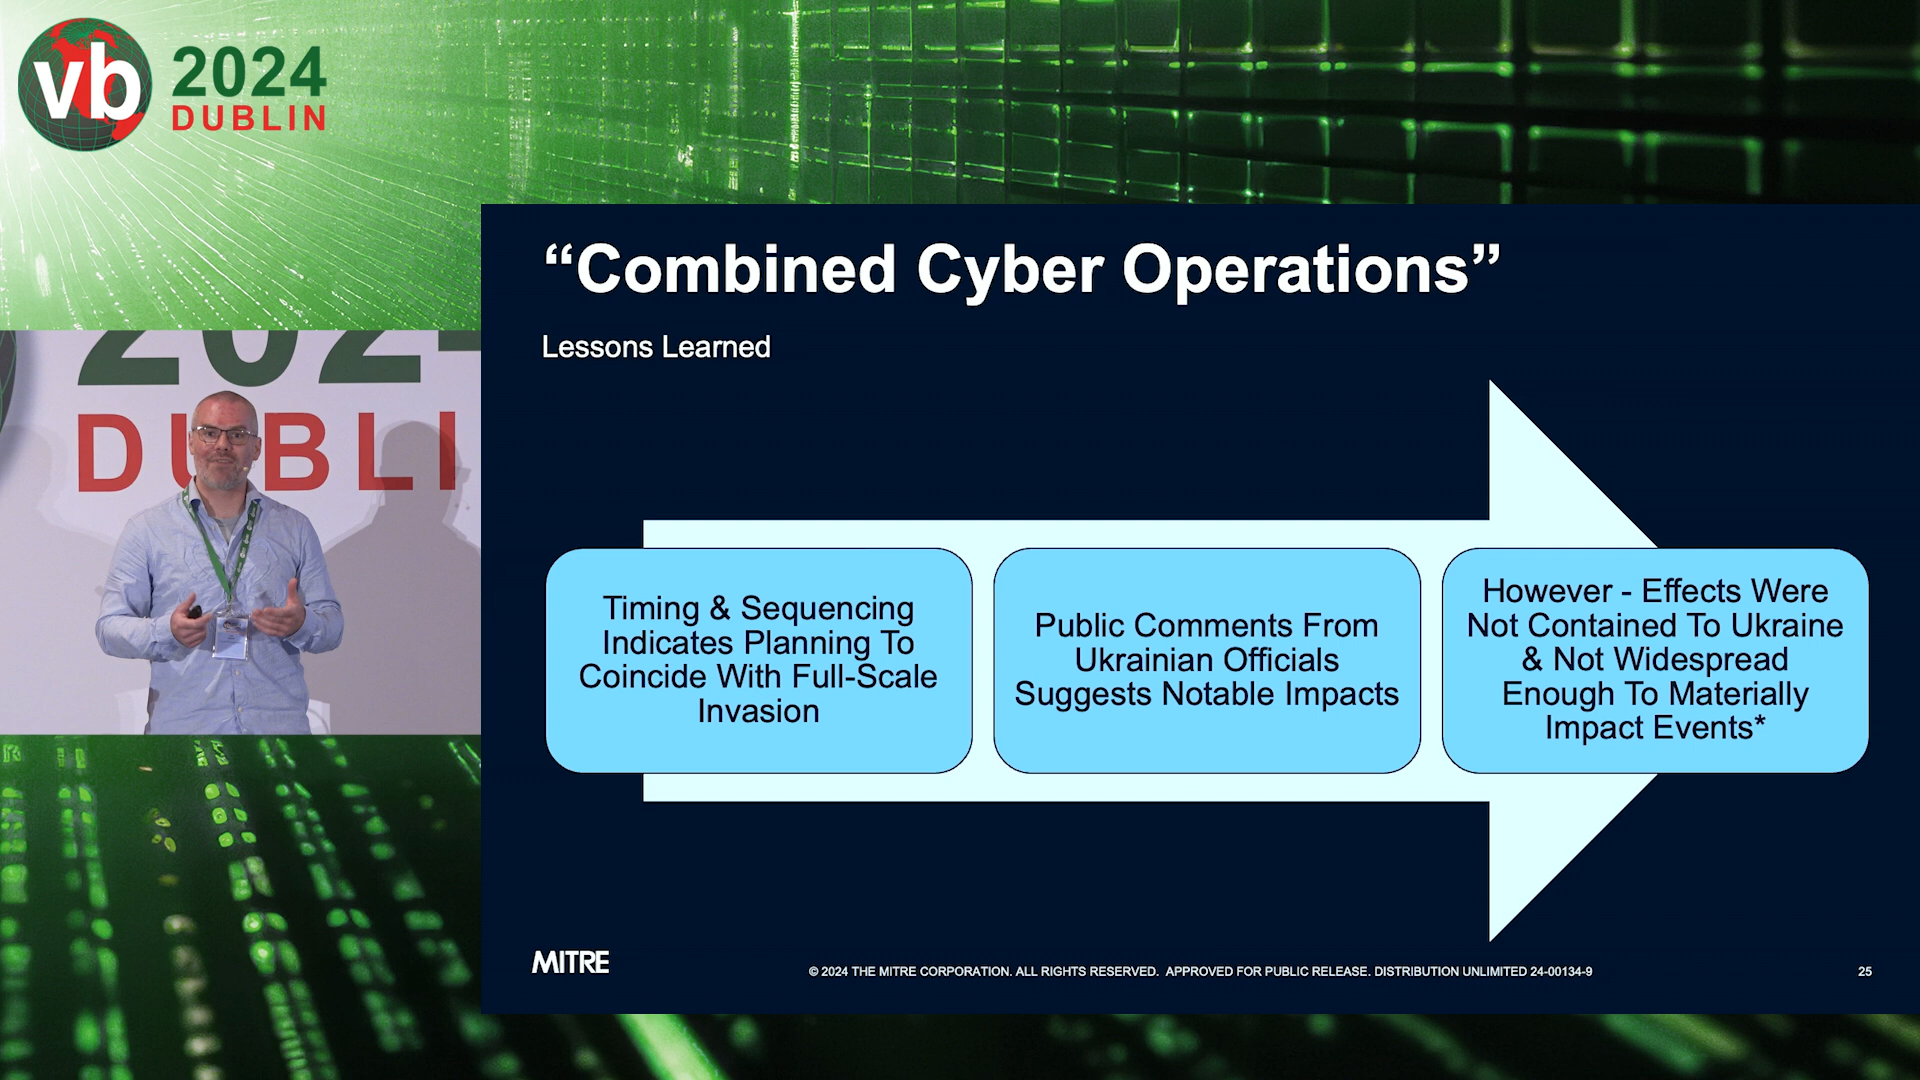 vb
2024
DUBLIN
202
DUBLI
“Combined Cyber Operations”
Lessons Learned
Timing & Sequencing
Indicates Planning To
Coincide With Full-Scale
Invasion
Public Comments From
Ukrainian Officials
Suggests Notable Impacts
However - Effects Were
Not Contained To Ukraine
& Not Widespread
Enough To Materially
Impact Events*
MITRE
© 2024 THE MITRE CORPORATION. ALL RIGHTS RESERVED. APPROVED FOR PUBLIC RELEASE. DISTRIBUTION UNLIMITED 24-00134-9
25